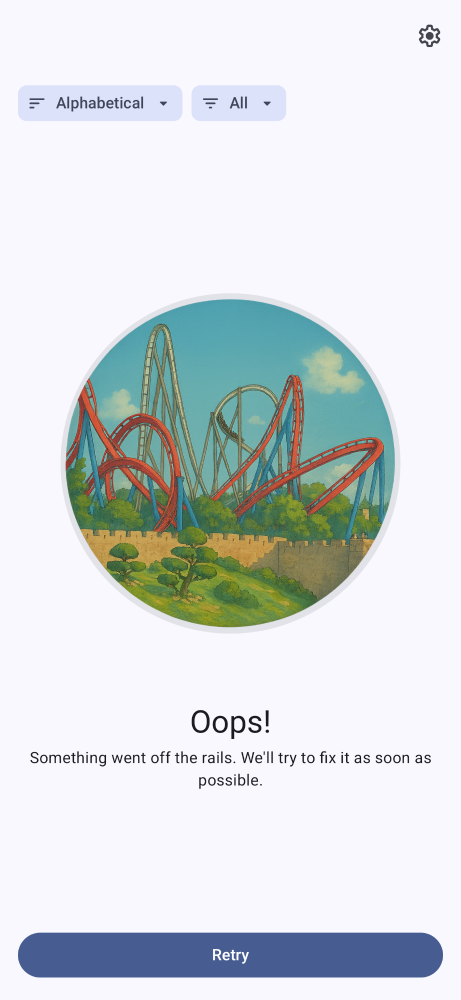 Alphabetical
All
Oops!
Something went off the rails. We'll try to fix it as soon as
possible.
Retry